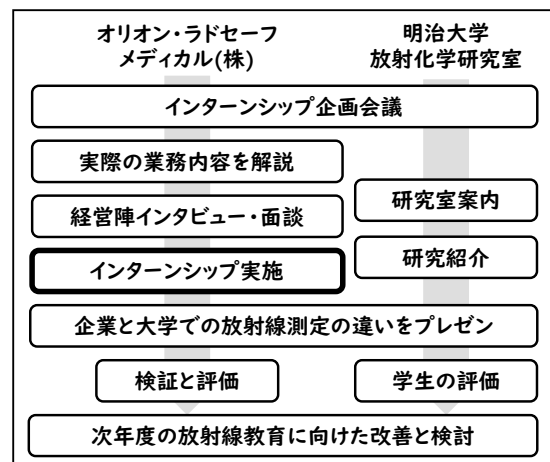 オリオン・ラドセーフ
メディカル(株)
明治大学
放射化学研究室
インターンシップ企画会議
実際の業務内容を解説
経営陣インタビュー・面談
研究室案内
インターンシップ実施
研究紹介
企業と大学での放射線測定の違いをプレゼン
検証と評価
学生の評価
次年度の放射線教育に向けた改善と検討